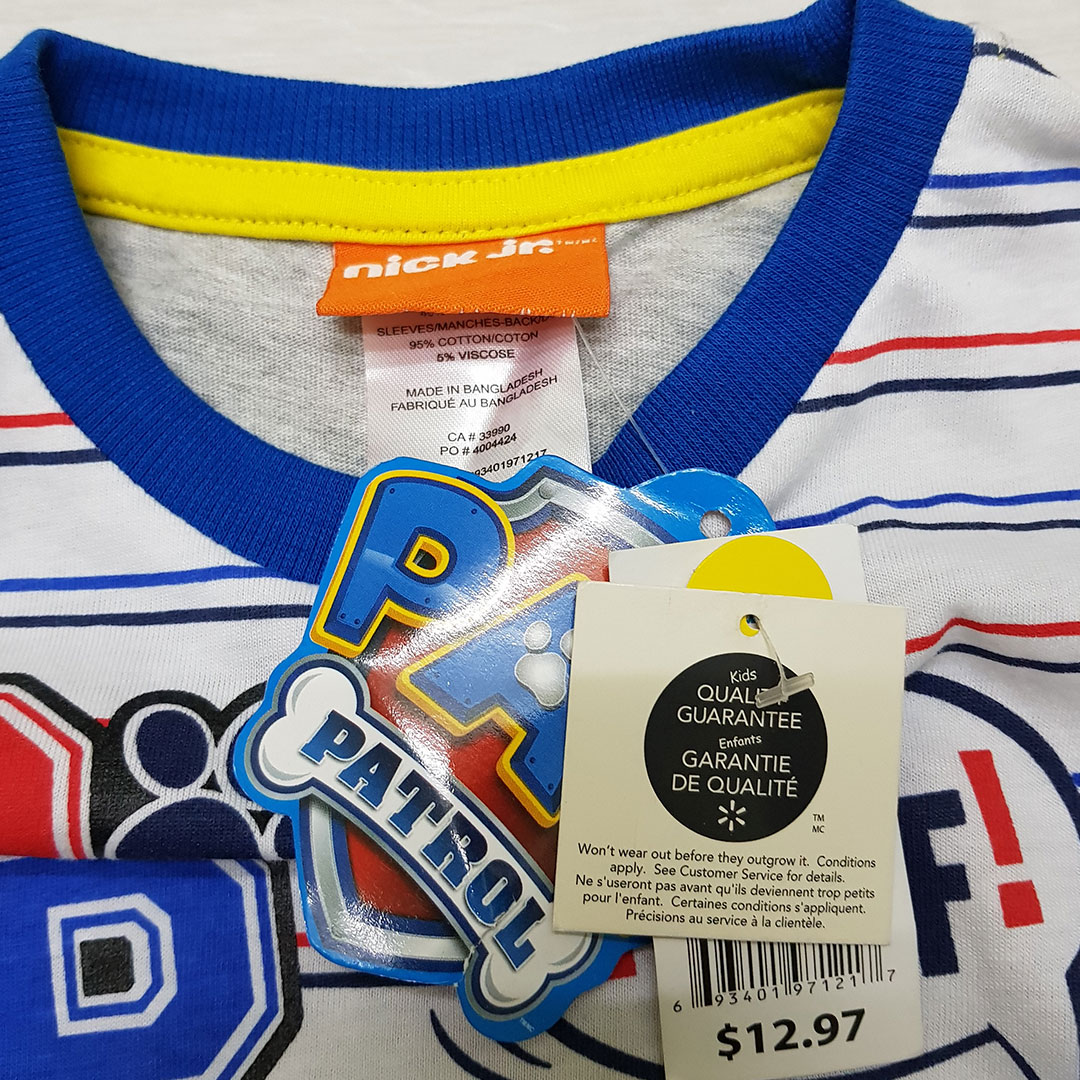 nick jr.
SLEEVES/MANCHES-BACK/
95% COTTON/COTON
5% VISCOSE
MADE IN BANGLADESH
FABRIQUÉ AU BANGLADESH
CA # 33990
PO # 4004424
93401971217
PAW
PATROL
Kids
QUALITY
GUARANTEE
Enfants
GARANTIE
DE QUALITÉ
TM
MC
Won't wear out before they outgrow it. Conditions
apply. See Customer Service for details.
Ne s'useront pas avant qu'ils deviennent trop petits
pour l'enfant. Certaines conditions s'appliquent.
Précisions au service à la clientèle.
6 93401 97121 7
$12.97
F!
D